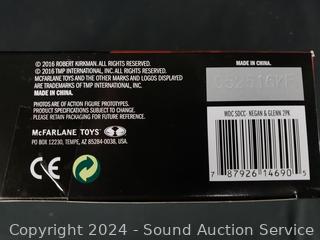 © 2016 ROBERT KIRKMAN. ALL RIGHTS RESERVED.
© 2016 TMP INTERNATIONAL, INC. ALL RIGHTS RESERVED.
McFARLANE TOYS AND THE OTHER MARKS AND LOGOS DISPLAYED
ARE TRADEMARKS OF TMP INTERNATIONAL, INC.
MADE IN CHINA.
PHOTOS ARE OF ACTION FIGURE PROTOTYPES.
PRODUCT SPECIFICATIONS SUBJECT TO CHANGE.
PLEASE RETAIN PACKAGING FOR FUTURE REFERENCE.
McFARLANE TOYS
PO BOX 12230, TEMPE, AZ 85284-0038, USA.
CE
MADE IN CHINA.
WDC SDCC- NEGAN & GLENN 2PK
7 87926 14690 5
Copyright 2024 - Sound Auction Service